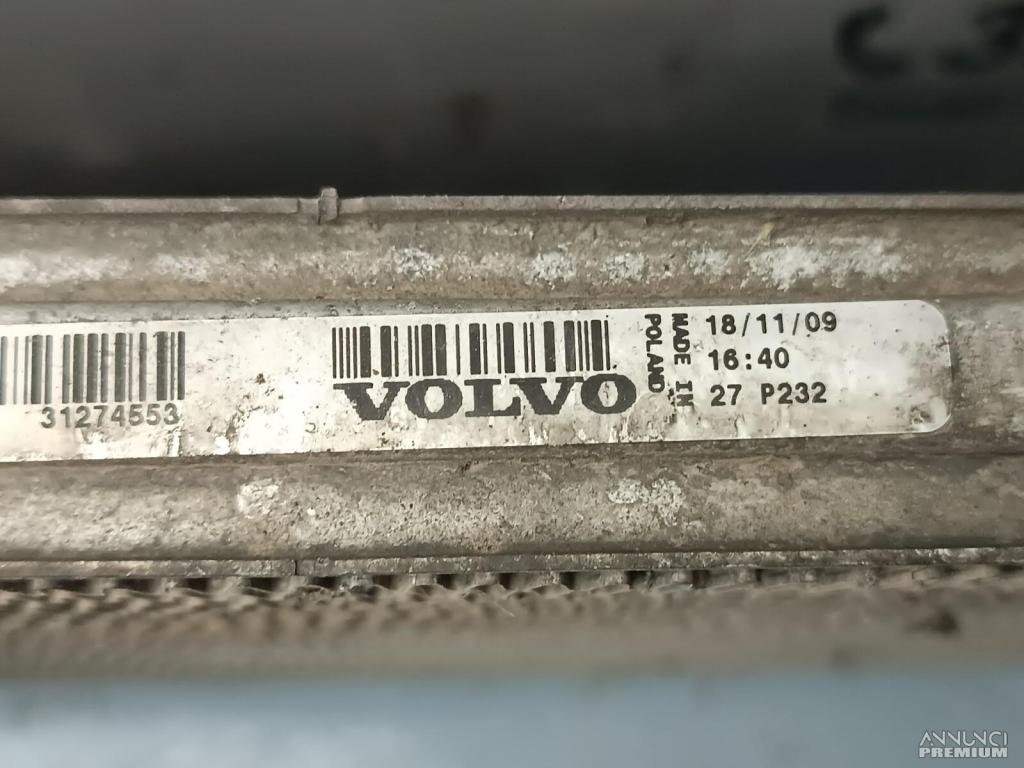 31274553
VOLVO
MADE IN
POLAND
18/11/09
16:40
27 P232
ANNUNCI
PREMIUM